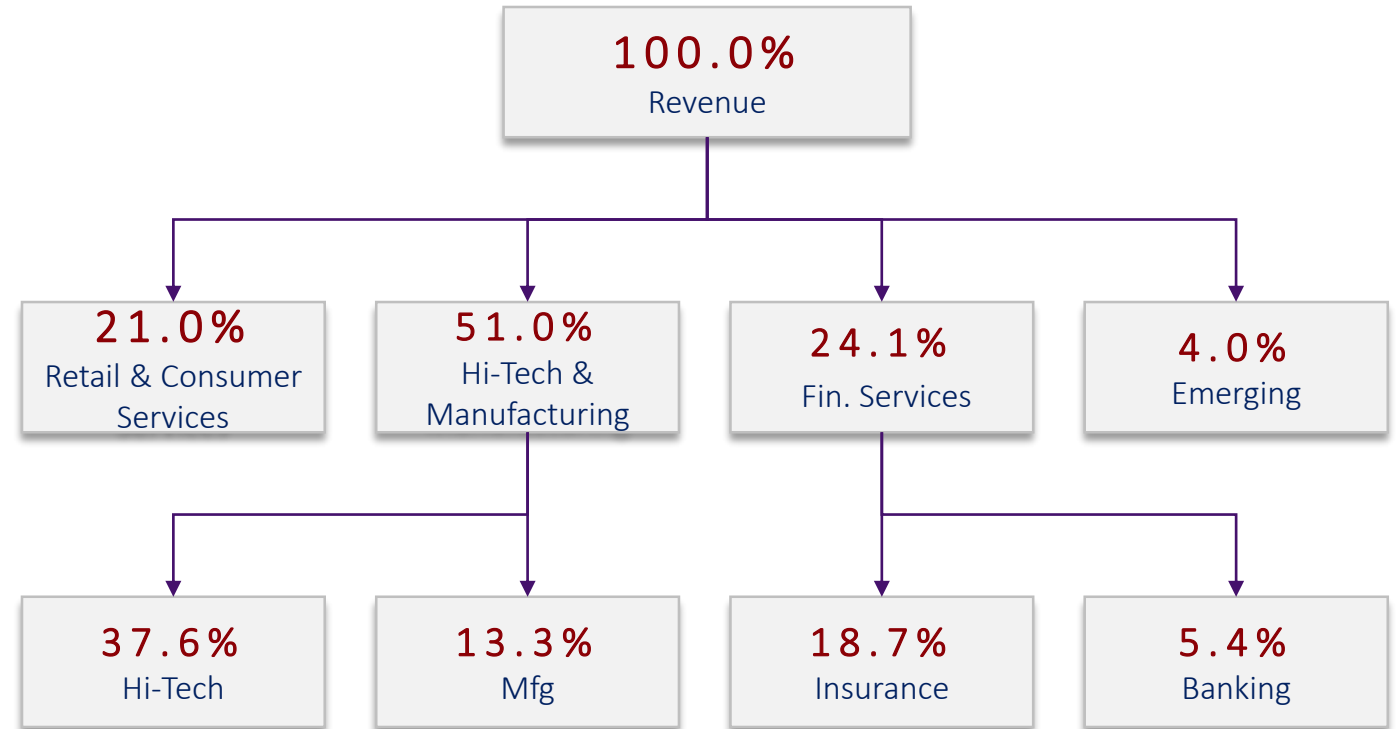 100.0%
Revenue
21.0%
Retail & Consumer
Services
51.0%
Hi-Tech &
Manufacturing
24.1%
Fin. Services
4.0%
Emerging
37.6%
Hi-Tech
13.3%
Mfg
18.7%
Insurance
5.4%
Banking